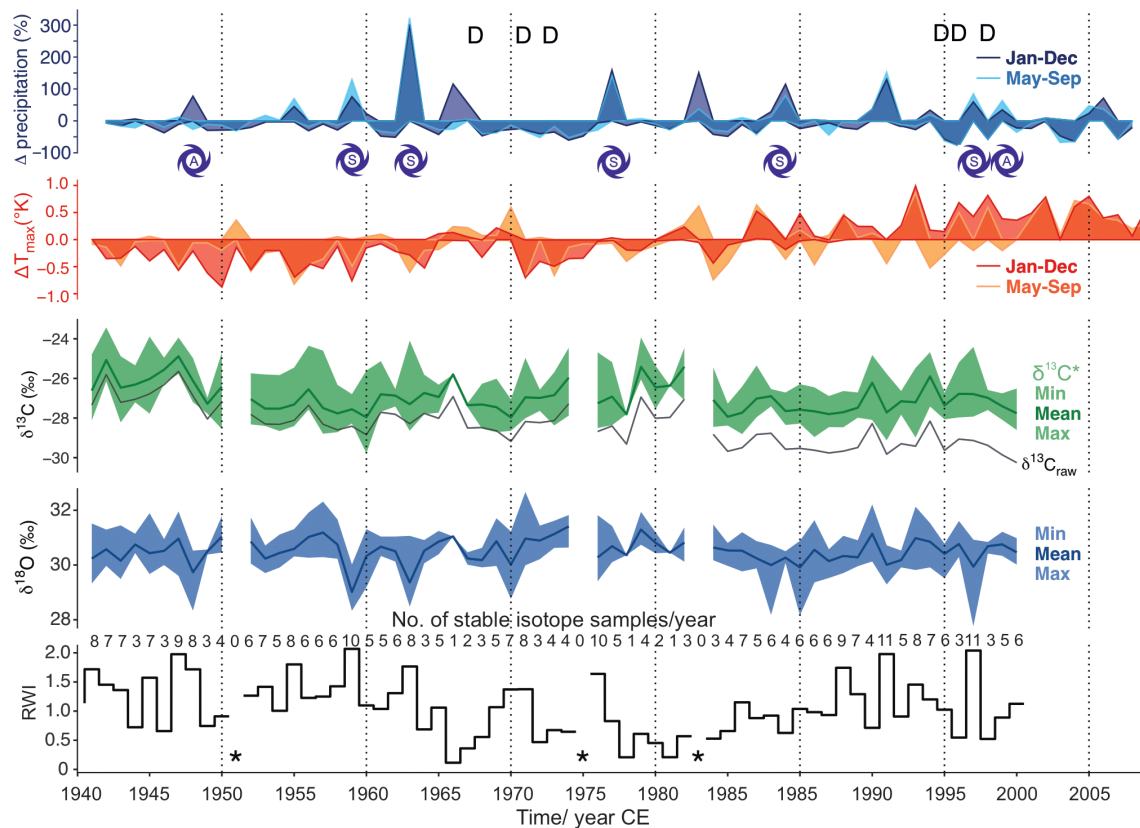 Δ precipitation (%)
300
200
100
0
−100
D D D DD D
Jan-Dec
May-Sep
A S S S S S A
ΔTmax(°K)
1.0
0.5
0.0
−0.5
−1.0
Jan-Dec
May-Sep
δ13C (‰)
−24
−26
−28
−30
δ13C*
Min
Mean
Max
δ13Craw
δ18O (‰)
32
30
28
Min
Mean
Max
No. of stable isotope samples/year
8 7 7 3 7 3 9 8 3 4 0 6 7 5 8 6 6 6 10 5 5 6 8 3 5 1 2 3 5 7 8 3 4 4 0 10 5 1 4 2 1 3 0 3 4 7 5 6 4 6 6 6 9 7 4 11 5 8 7 6 3 11 3 5 6
RWI
2.0
1.5
1.0
0.5
0
* * *
1940 1945 1950 1955 1960 1965 1970 1975 1980 1985 1990 1995 2000 2005
Time/ year CE